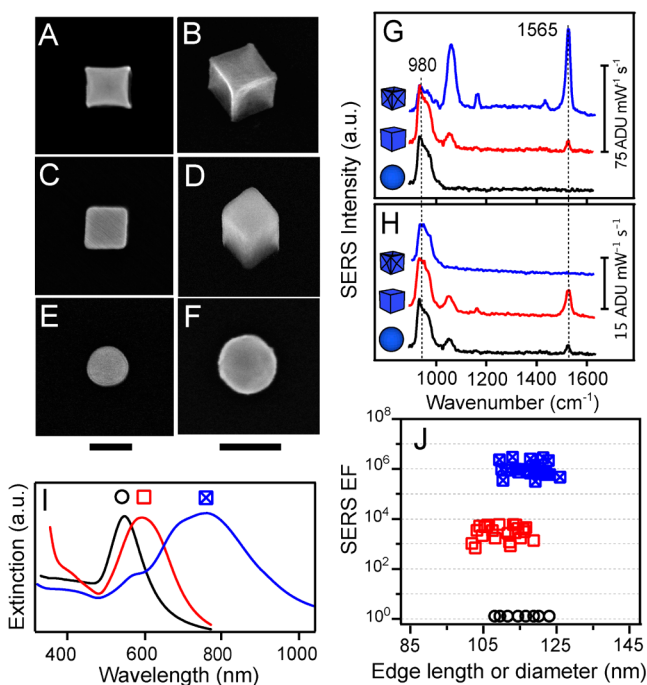 A
B
C
D
E
F
G
980
1565
75 ADU mW⁻¹ s⁻¹
H
15 ADU mW⁻¹ s⁻¹
SERS Intensity (a.u.)
1000 1200 1400 1600
Wavenumber (cm⁻¹)
I
Extinction (a.u.)
400 600 800 1000
Wavelength (nm)
J
SERS EF
10⁸
10⁶
10⁴
10²
10⁰
85 105 125 145
Edge length or diameter (nm)